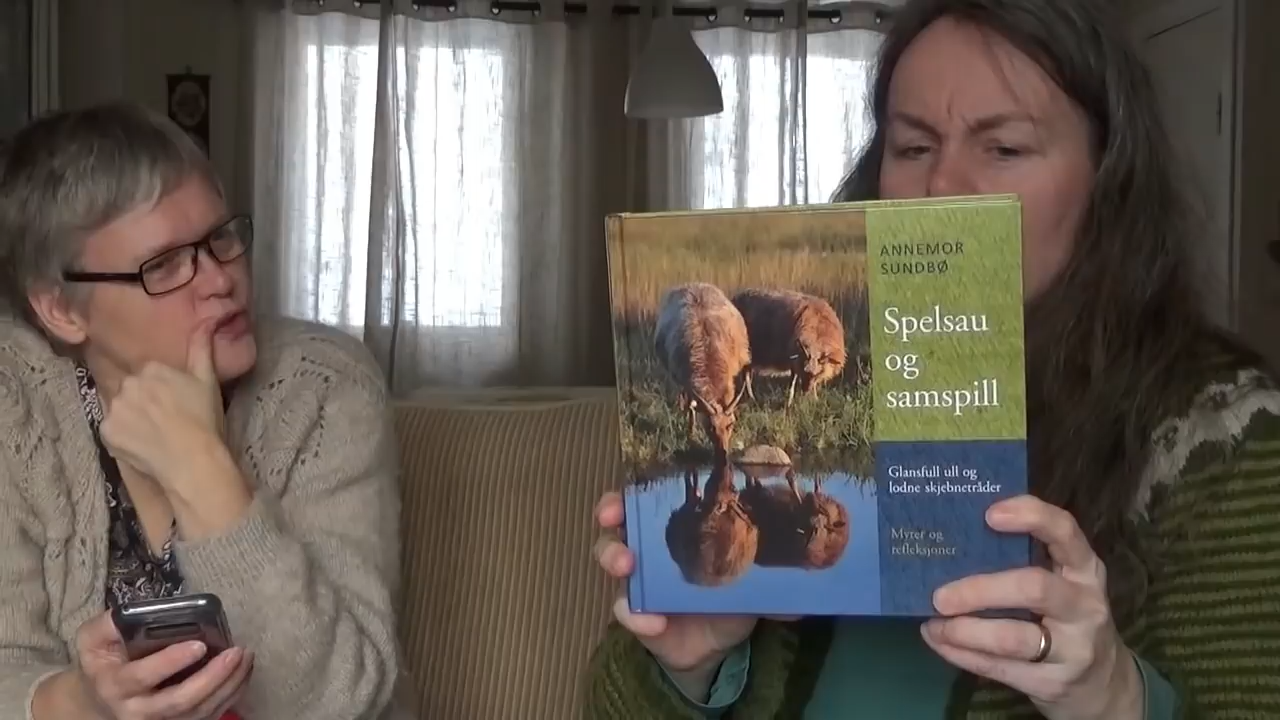 ANNEMOR
SUNDBØ
Spelsau
og
samspill
Glansfull ull og
lodne skjebnetråder
Myter og
refleksjoner